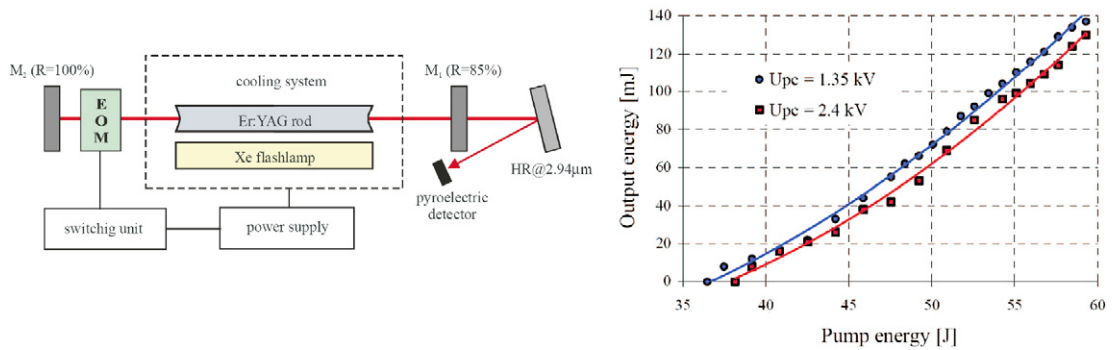 M₂ (R=100%)
EOM
cooling system
M₁ (R=85%)
Er:YAG rod
Xe flashlamp
HR@2.94μm
pyroelectric
detector
switchig unit
power supply
Output energy [mJ]
140
120
100
80
60
40
20
0
Upc = 1.35 kV
Upc = 2.4 kV
35
40
45
50
55
60
Pump energy [J]